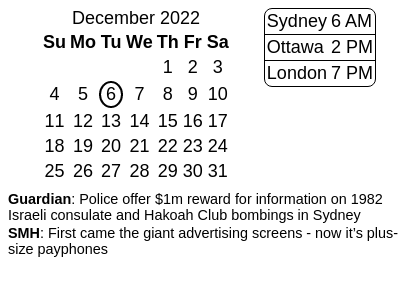 December 2022
Su Mo Tu We Th Fr Sa
1 2 3
4 5 6 7 8 9 10
11 12 13 14 15 16 17
18 19 20 21 22 23 24
25 26 27 28 29 30 31
Sydney 6 AM
Ottawa 2 PM
London 7 PM
Guardian: Police offer $1m reward for information on 1982
Israeli consulate and Hakoah Club bombings in Sydney
SMH: First came the giant advertising screens - now it's plus-
size payphones